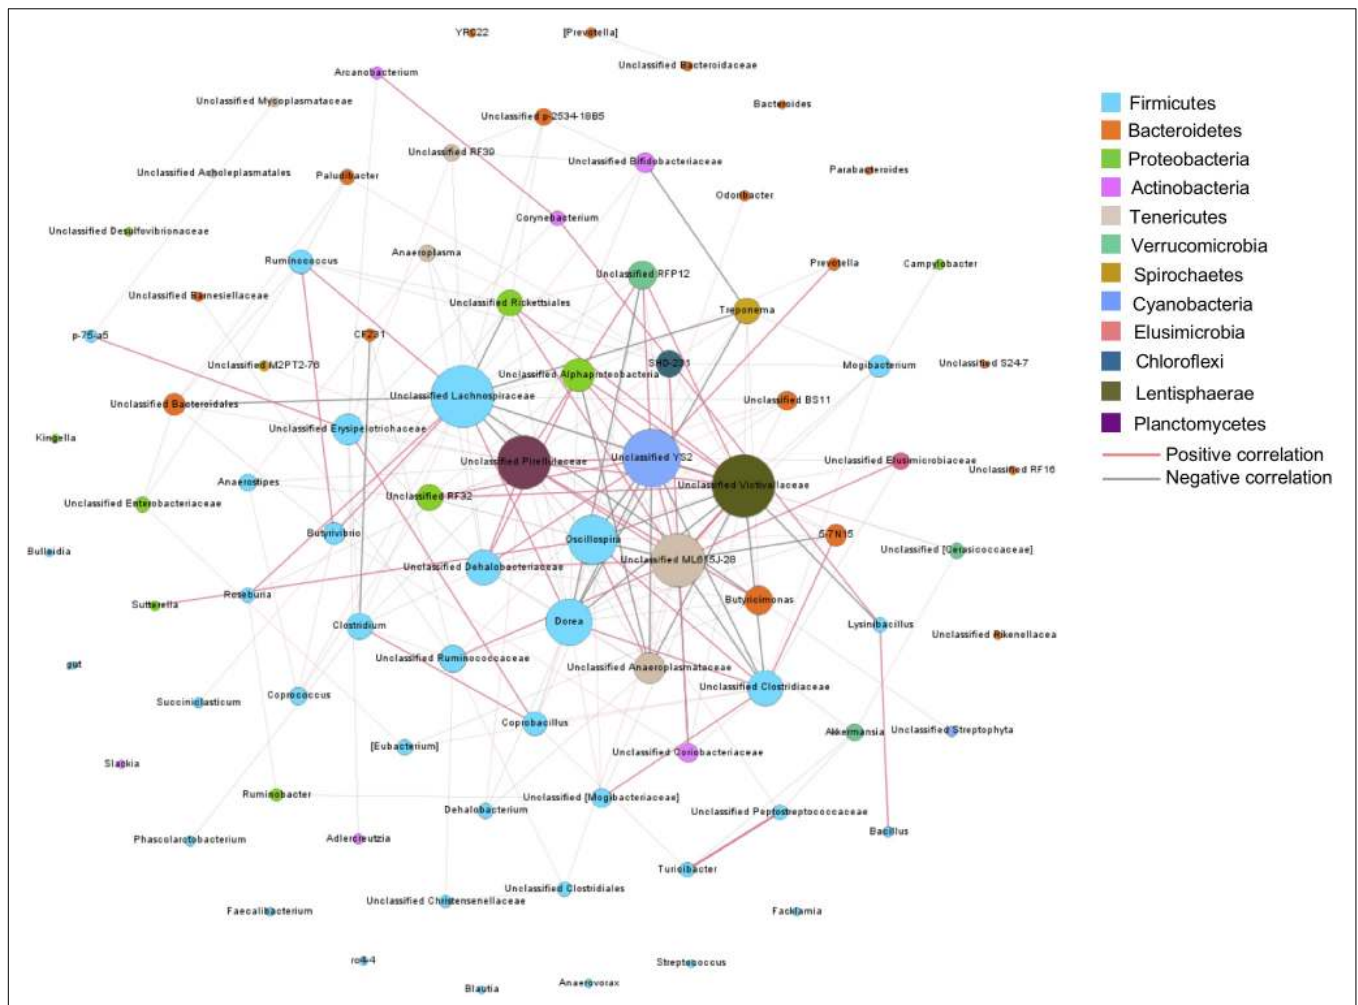 YRC22
[Prevotella]
Unclassified Bacteroidaceae
Arcanobacterium
Unclassified Mycoplasmataceae
Bacteroides
Unclassified p-2534-18B5
Unclassified RF39
Unclassified Bifidobacteriaceae
Unclassified Acholeplasmatales
Paludibacter
Parabacteroides
Odoribacter
Corynebacterium
Unclassified Desulfovibrionaceae
Anaeroplasma
Ruminococcus
Unclassified RFP12
Prevotella
Campylobacter
Unclassified Barnesiellaceae
Unclassified Rickettsiales
Treponema
p-75-a5
CF231
Unclassified M2PT2-76
Unclassified Alphaproteobacteria
SHD-231
Mogibacterium
Unclassified S24-7
Unclassified Lachnospiraceae
Unclassified Bacteroidales
Unclassified BS11
Unclassified Erysipelotrichaceae
Kingella
Unclassified Pirellulaceae
Unclassified YS2
Unclassified Elusimicrobiaceae
Unclassified RF16
Anaerostipes
Unclassified Victivallaceae
Unclassified RF32
Unclassified Enterobacteriaceae
Butyrivibrio
Oscillospira
5-7N15
Bulleidia
Unclassified [Cerasicoccaceae]
Unclassified ML615J-28
Unclassified Dehalobacteriaceae
Roseburia
Butyricimonas
Sutterella
Dorea
Clostridium
Lysinibacillus
Unclassified Rikenellacea
Unclassified Ruminococcaceae
gut
Unclassified Anaeroplasmataceae
Unclassified Clostridiaceae
Coprococcus
Succiniclasticum
Coprobacillus
Akkermansia
Unclassified Streptophyta
[Eubacterium]
Unclassified Coriobacteriaceae
Slackia
Ruminobacter
Unclassified [Mogibacteriaceae]
Dehalobacterium
Unclassified Peptostreptococcaceae
Bacillus
Phascolarctobacterium
Adlercreutzia
Turicibacter
Unclassified Clostridiales
Unclassified Christensenellaceae
Faecalibacterium
Facklamia
rc4-4
Streptococcus
Blautia
Anaerovorax
Firmicutes
Bacteroidetes
Proteobacteria
Actinobacteria
Tenericutes
Verrucomicrobia
Spirochaetes
Cyanobacteria
Elusimicrobia
Chloroflexi
Lentisphaerae
Planctomycetes
Positive correlation
Negative correlation